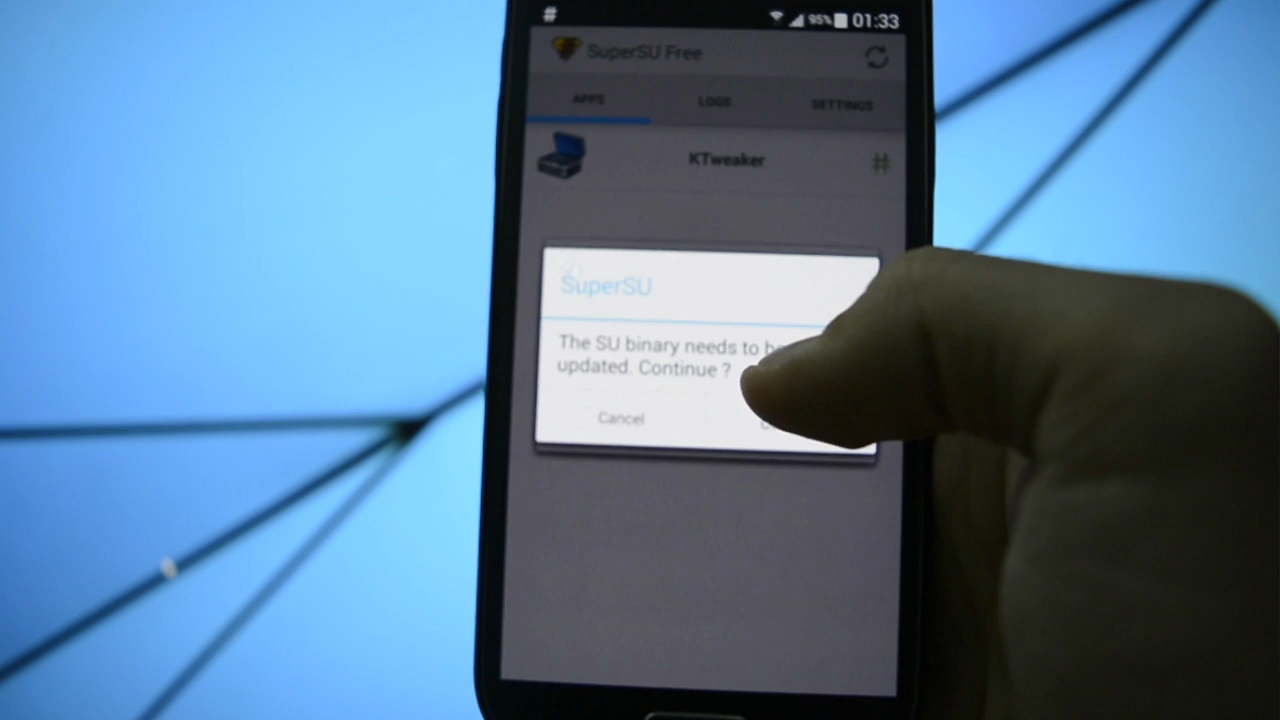 # 95% 01:33
SuperSU Free
APPS LOGS SETTINGS
KTweaker #
SuperSU
The SU binary needs to be
updated. Continue ?
Cancel